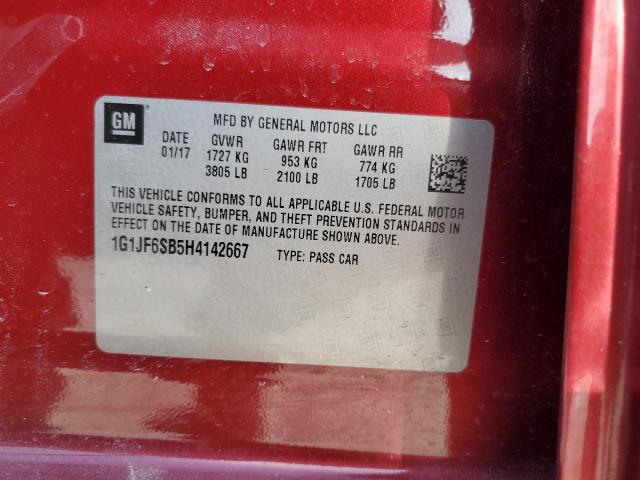 GM
MFD BY GENERAL MOTORS LLC
DATE GVWR GAWR FRT GAWR RR
01/17 1727 KG 953 KG 774 KG
3805 LB 2100 LB 1705 LB
THIS VEHICLE CONFORMS TO ALL APPLICABLE U.S. FEDERAL MOTOR
VEHICLE SAFETY, BUMPER, AND THEFT PREVENTION STANDARDS IN
EFFECT ON THE DATE OF MANUFACTURE SHOWN ABOVE.
1G1JF6SB5H4142667 TYPE: PASS CAR